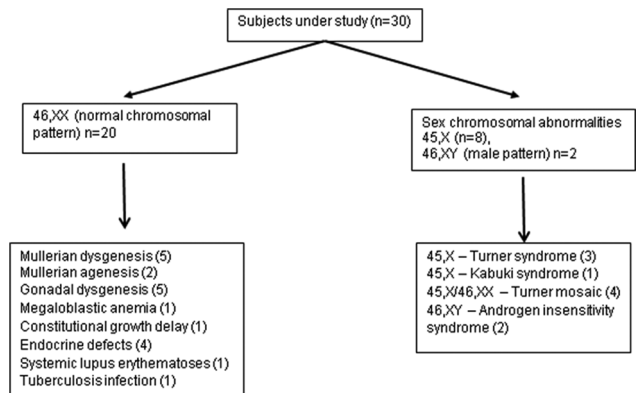 Subjects under study (n=30)
46,XX (normal chromosomal
pattern) n=20
Sex chromosomal abnormalities
45,X (n=8),
46,XY (male pattern) n=2
Mullerian dysgenesis (5)
Mullerian agenesis (2)
Gonadal dysgenesis (5)
Megaloblastic anemia (1)
Constitutional growth delay (1)
Endocrine defects (4)
Systemic lupus erythematoses (1)
Tuberculosis infection (1)
45,X – Turner syndrome (3)
45,X – Kabuki syndrome (1)
45,X/46,XX – Turner mosaic (4)
46,XY – Androgen insensitivity
syndrome (2)